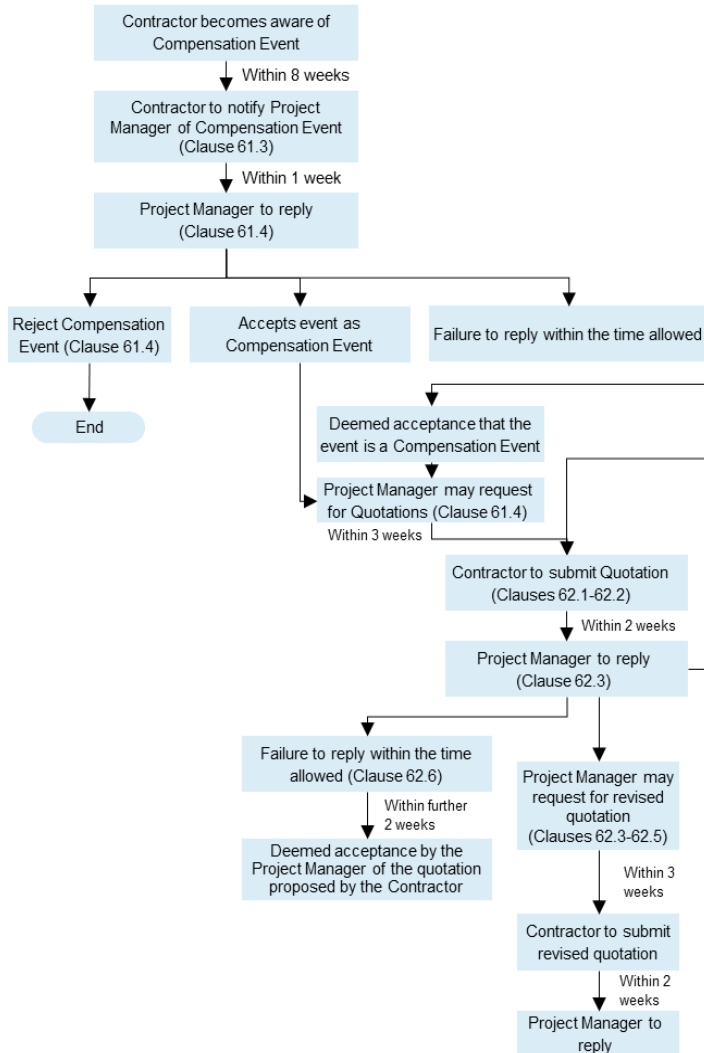 Contractor becomes aware of
Compensation Event
Within 8 weeks
Contractor to notify Project
Manager of Compensation Event
(Clause 61.3)
Within 1 week
Project Manager to reply
(Clause 61.4)
Reject Compensation
Event (Clause 61.4)
Accepts event as
Compensation Event
Failure to reply within the time allowed
End
Deemed acceptance that the
event is a Compensation Event
Project Manager may request
for Quotations (Clause 61.4)
Within 3 weeks
Contractor to submit Quotation
(Clauses 62.1-62.2)
Within 2 weeks
Project Manager to reply
(Clause 62.3)
Failure to reply within the time
allowed (Clause 62.6)
Within further
2 weeks
Deemed acceptance by the
Project Manager of the quotation
proposed by the Contractor
Project Manager may
request for revised
quotation
(Clauses 62.3-62.5)
Within 3
weeks
Contractor to submit
revised quotation
Within 2
weeks
Project Manager to
reply